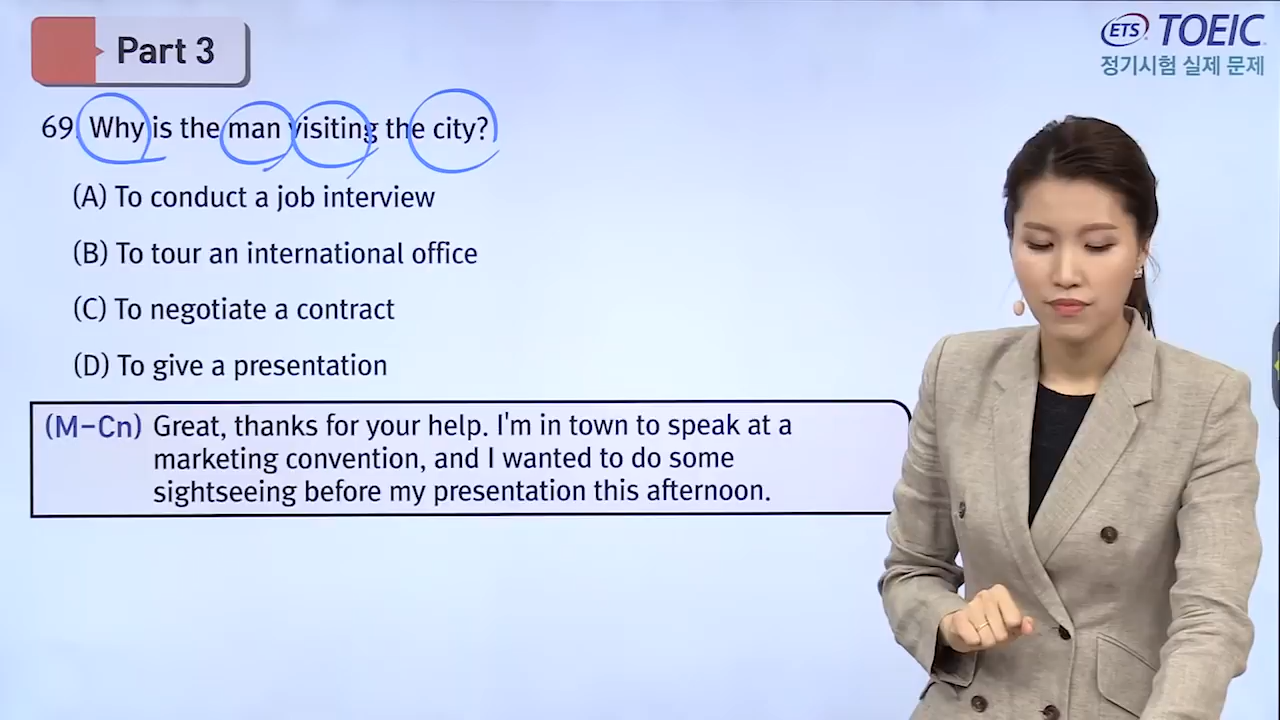 Part 3
ETS TOEIC
정기시험 실제 문제
69. Why is the man visiting the city?
(A) To conduct a job interview
(B) To tour an international office
(C) To negotiate a contract
(D) To give a presentation
(M-Cn) Great, thanks for your help. I'm in town to speak at a
marketing convention, and I wanted to do some
sightseeing before my presentation this afternoon.